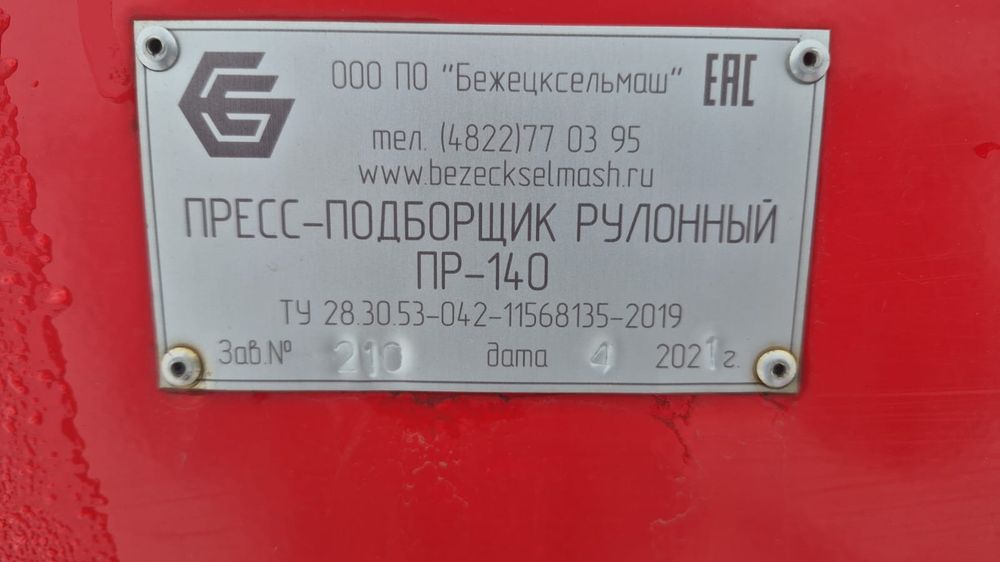 ООО ПО "Бежецксельмаш" ЕАС
тел. (4822)77 03 95
www.bezeckselmash.ru
ПРЕСС-ПОДБОРЩИК РУЛОННЫЙ
ПР-140
ТУ 28.30.53-042-11568135-2019
Зав.№ 210 дата 4 2021г.